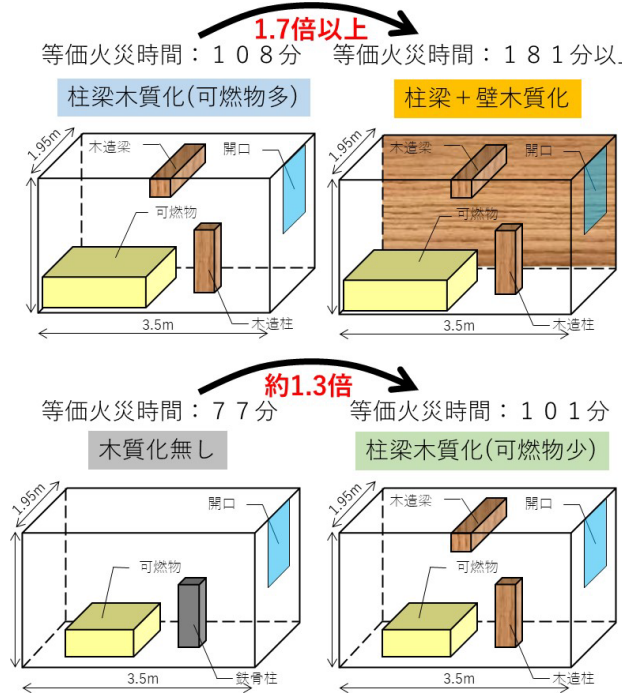 1.7倍以上
等価火災時間：１０８分
等価火災時間：１８１分以上
柱梁木質化(可燃物多)
柱梁＋壁木質化
1.95m
木造梁
開口
可燃物
木造柱
3.5m
1.95m
木造梁
開口
可燃物
木造柱
3.5m
約1.3倍
等価火災時間：７７分
等価火災時間：１０１分
木質化無し
柱梁木質化(可燃物少)
1.95m
開口
可燃物
鉄骨柱
3.5m
1.95m
木造梁
開口
可燃物
木造柱
3.5m